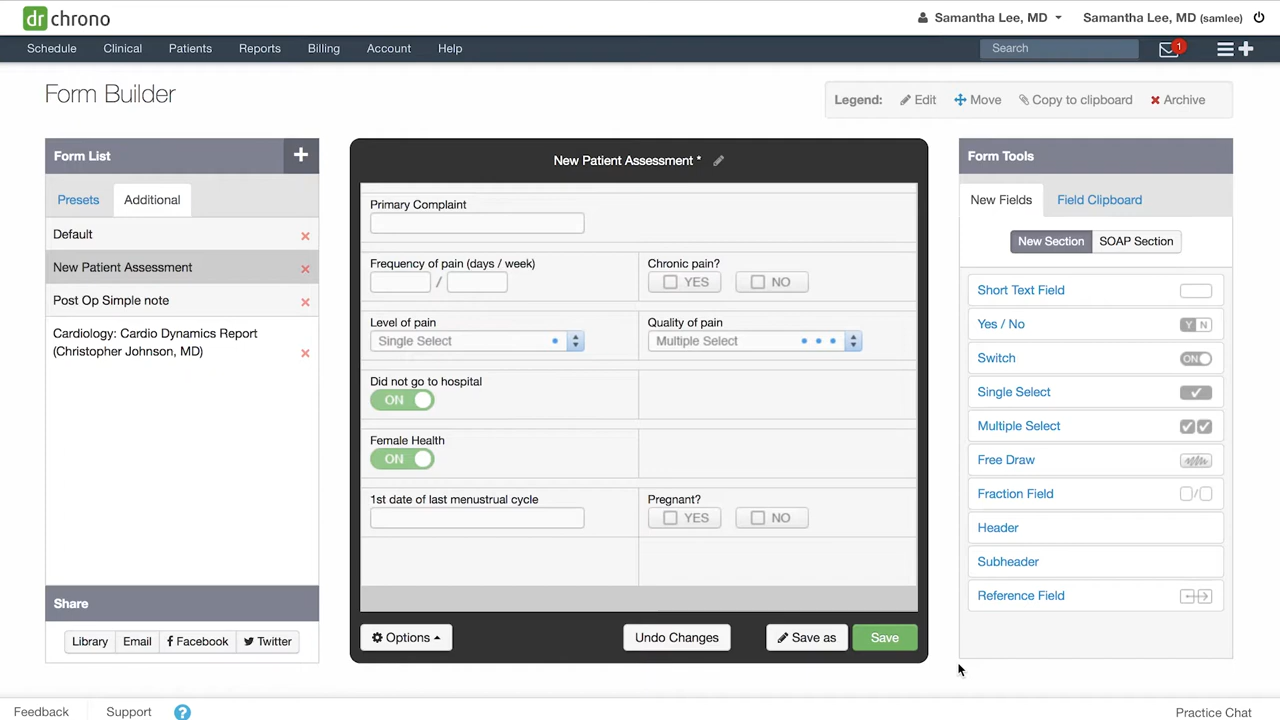 dr chrono
Samantha Lee, MD
Samantha Lee, MD (samlee)
Schedule
Clinical
Patients
Reports
Billing
Account
Help
Search
1
Form Builder
Legend:
Edit
Move
Copy to clipboard
Archive
Form List
Presets
Additional
Default
New Patient Assessment
Post Op Simple note
Cardiology: Cardio Dynamics Report
(Christopher Johnson, MD)
Share
Library
Email
Facebook
Twitter
New Patient Assessment *
Primary Complaint
Frequency of pain (days / week)
/
Chronic pain?
YES
NO
Level of pain
Single Select
Quality of pain
Multiple Select
Did not go to hospital
ON
Female Health
ON
1st date of last menstrual cycle
Pregnant?
YES
NO
Options
Undo Changes
Save as
Save
Form Tools
New Fields
Field Clipboard
New Section
SOAP Section
Short Text Field
Yes / No
Y N
Switch
ON
Single Select
Multiple Select
Free Draw
Fraction Field
/
Header
Subheader
Reference Field
Feedback
Support
?
Practice Chat